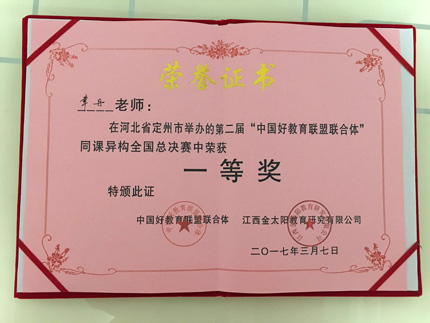 荣誉证书
老师：
在河北省定州市举办的第二届“中国好教育联盟联合体”
同课异构全国总决赛中荣获
一等奖
特颁此证
中国好教育联盟联合体 江西金太阳教育研究有限公司
二〇一七年三月七日